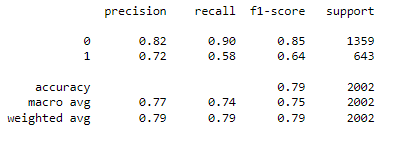 precision recall f1-score support
0 0.82 0.90 0.85 1359
1 0.72 0.58 0.64 643
accuracy 0.79 2002
macro avg 0.77 0.74 0.75 2002
weighted avg 0.79 0.79 0.79 2002